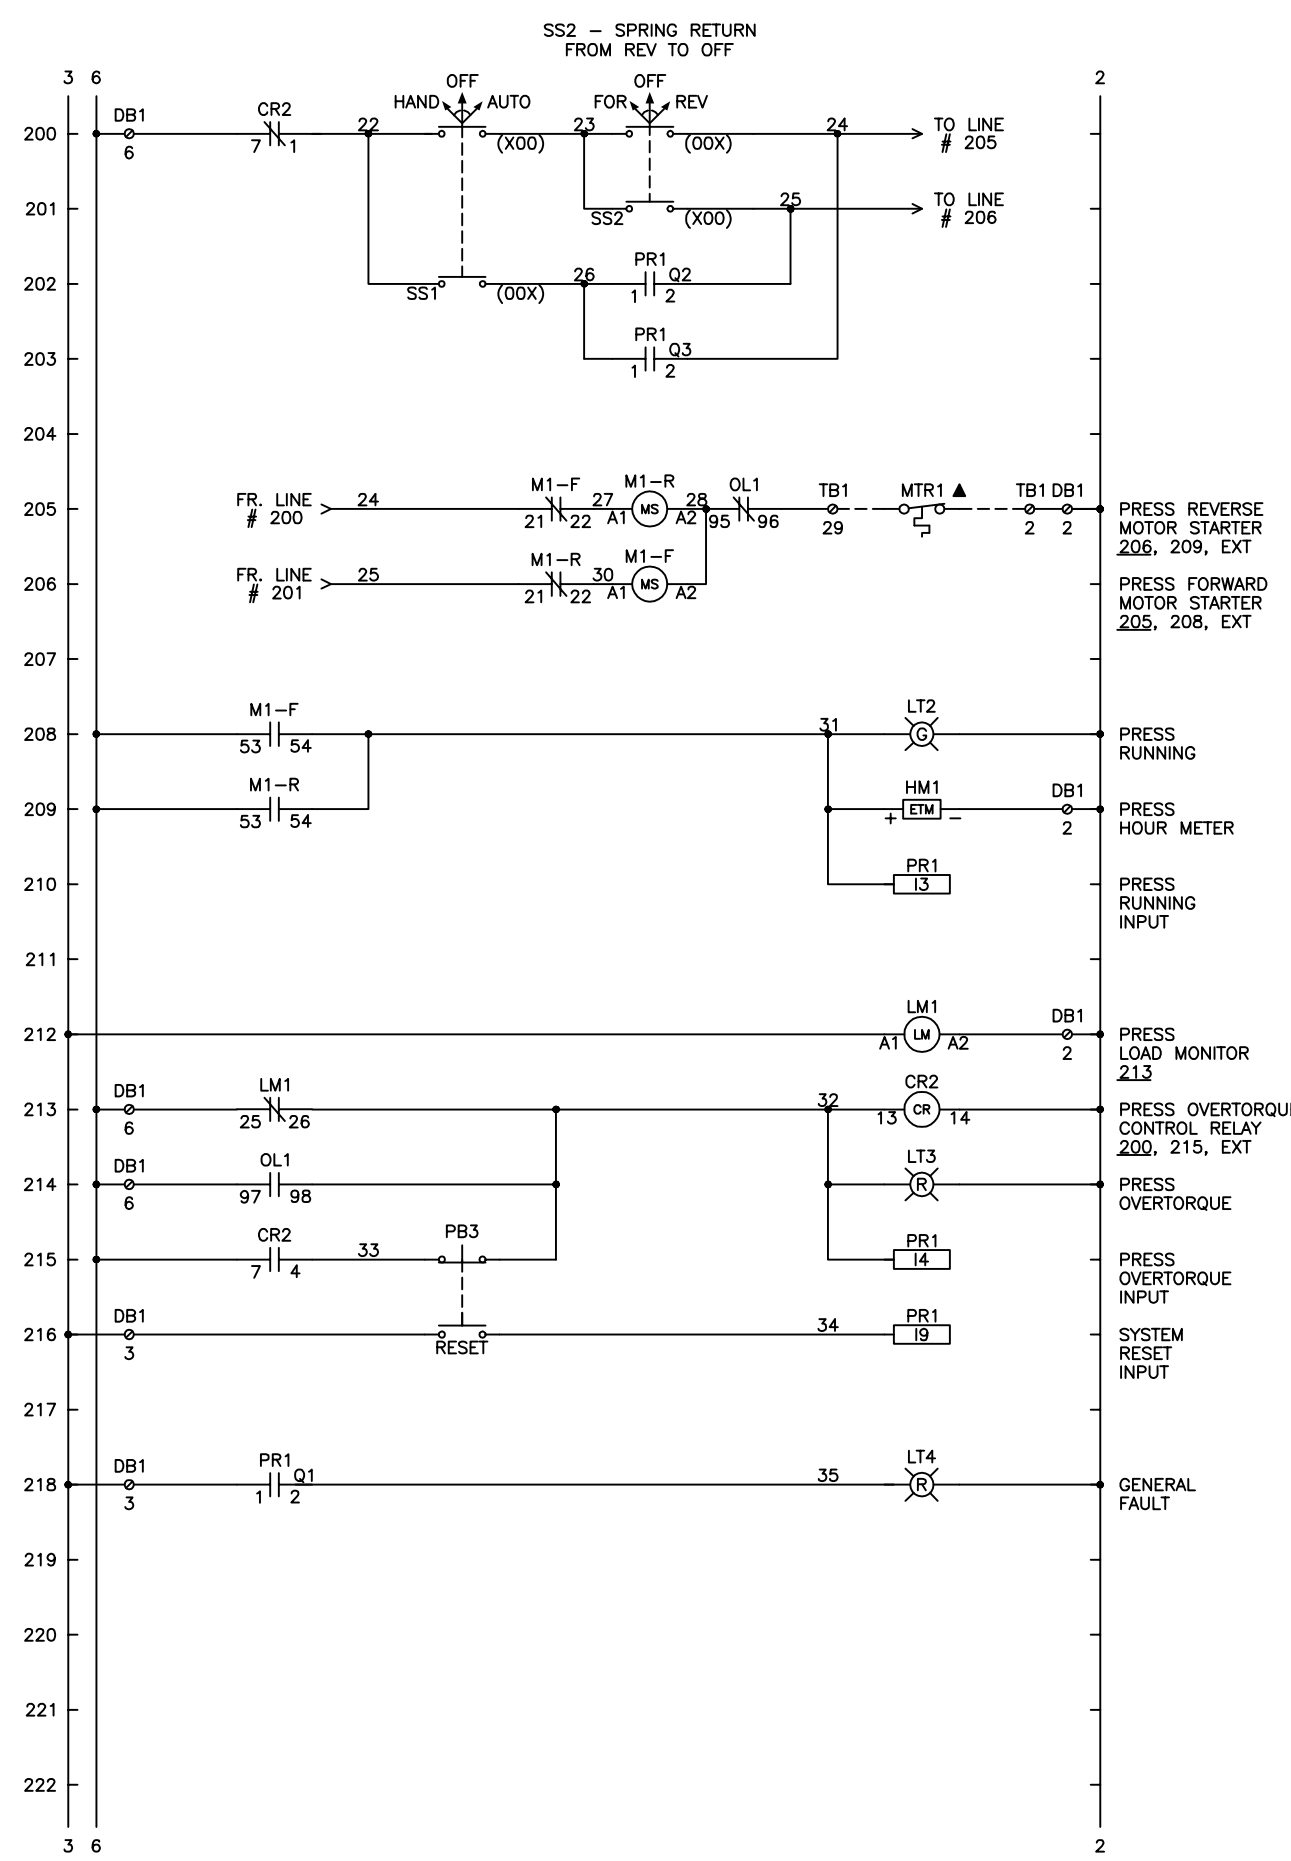 SS2 – SPRING RETURN
FROM REV TO OFF
3 6 2
OFF OFF
HAND AUTO FOR REV
DB1 CR2
200 22 23 24 TO LINE
6 7 1 (X00) (00X) # 205
201 25 TO LINE
SS2 (X00) # 206
PR1
202 26 Q2
SS1 (00X) 1 2
PR1
203 Q3
1 2
204
M1-F M1-R OL1 TB1 MTR1 ▲ TB1 DB1
205 FR. LINE 24 27 MS 28 PRESS REVERSE
# 200 21 22 A1 A2 95 96 29 2 2 MOTOR STARTER
206, 209, EXT
M1-R M1-F
206 FR. LINE 25 30 MS PRESS FORWARD
# 201 21 22 A1 A2 MOTOR STARTER
205, 208, EXT
207
M1-F LT2
208 31 G PRESS
53 54 RUNNING
M1-R HM1 DB1
209 ETM PRESS
53 54 + – 2 HOUR METER
PR1
210 I3 PRESS
RUNNING
INPUT
211
LM1 DB1
212 LM PRESS
A1 A2 2 LOAD MONITOR
213
DB1 LM1 CR2
213 32 CR PRESS OVERTORQUE
6 25 26 13 14 CONTROL RELAY
200, 215, EXT
DB1 OL1 LT3
214 R PRESS
6 97 98 OVERTORQUE
CR2 PB3 PR1
215 33 I4 PRESS
7 4 OVERTORQUE
INPUT
DB1 PR1
216 34 I9 SYSTEM
3 RESET RESET
INPUT
217
DB1 PR1 LT4
218 Q1 35 R GENERAL
3 1 2 FAULT
219
220
221
222
3 6 2